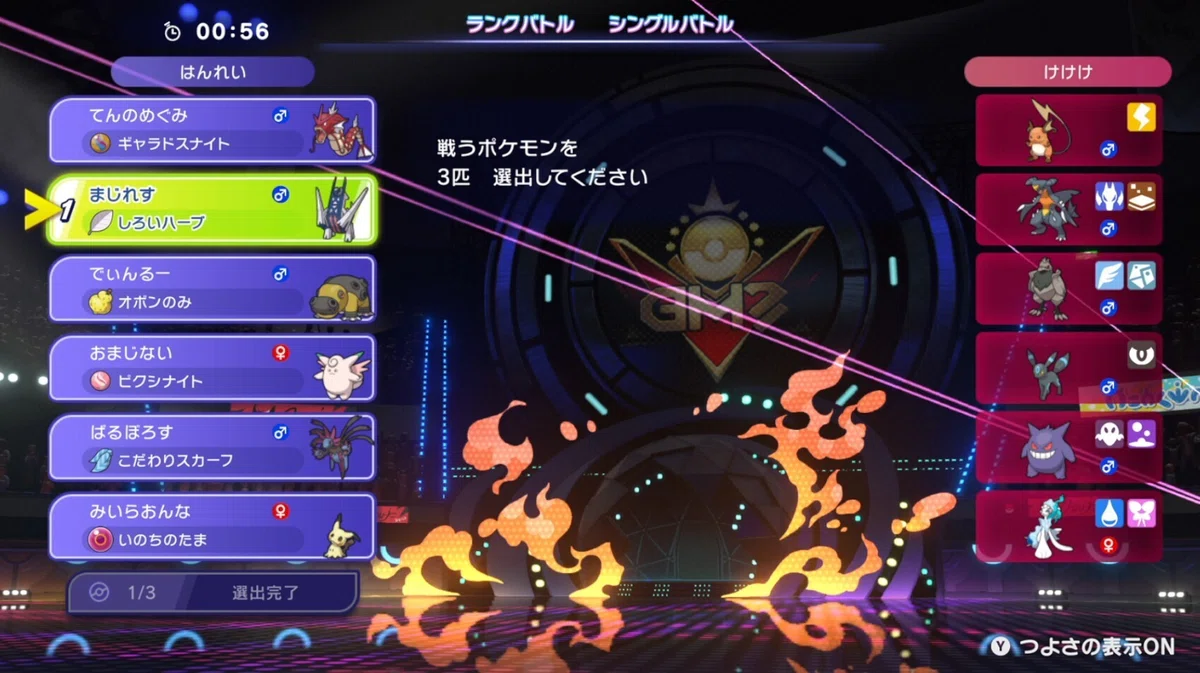 00:56
ランクバトル シングルバトル
はんれい
てんのめぐみ ♂
ギャラドスナイト
1
まじれす ♂
しろいハーブ
でぃんるー ♂
オボンのみ
おまじない ♀
ピクシナイト
ばるぼろす ♂
こだわりスカーフ
みいらおんな ♀
いのちのたま
1/3 選出完了
戦うポケモンを
3匹 選出してください
けけけ
♂
♂
♂
♂
♂
♀
Y つよさの表示ON